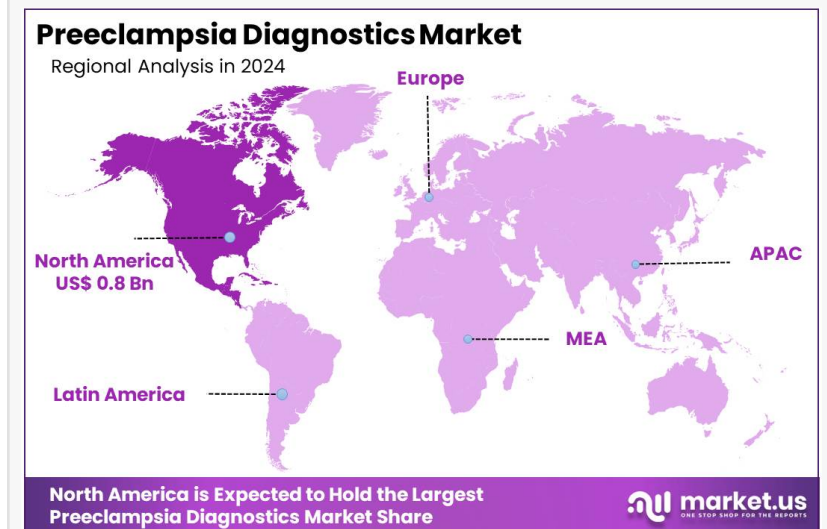 Preeclampsia Diagnostics Market
Regional Analysis in 2024
Europe
North America
US$ 0.8 Bn
APAC
MEA
Latin America
North America is Expected to Hold the Largest
Preeclampsia Diagnostics Market Share
market.us
ONE STOP SHOP FOR THE REPORTS